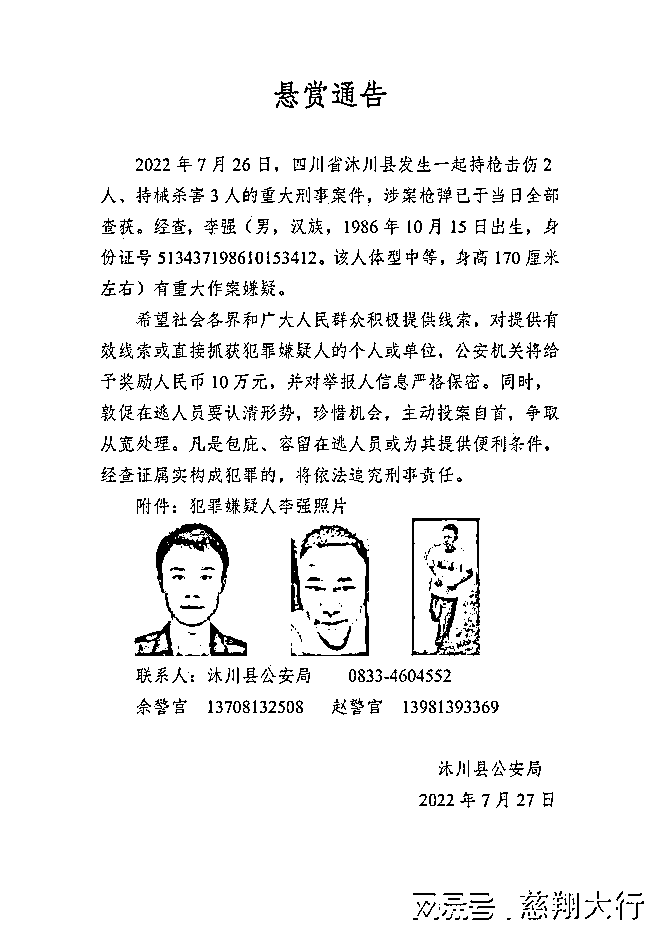 悬赏通告
2022 年 7 月 26 日，四川省沐川县发生一起持枪击伤 2
人、持械杀害 3 人的重大刑事案件，涉案枪弹已于当日全部
查获。经查，李强（男，汉族，1986 年 10 月 15 日出生，身
份证号 513437198610153412。该人体型中等，身高 170 厘米
左右）有重大作案嫌疑。
希望社会各界和广大人民群众积极提供线索，对提供有
效线索或直接抓获犯罪嫌疑人的个人或单位，公安机关将给
予奖励人民币 10 万元，并对举报人信息严格保密。同时，
敦促在逃人员要认清形势，珍惜机会，主动投案自首，争取
从宽处理。凡是包庇、容留在逃人员或为其提供便利条件，
经查证属实构成犯罪的，将依法追究刑事责任。
附件：犯罪嫌疑人李强照片
联系人：沐川县公安局 0833-4604552
余警官 13708132508 赵警官 13981393369
沐川县公安局
2022 年 7 月 27 日
搜狐号.慈翔大行